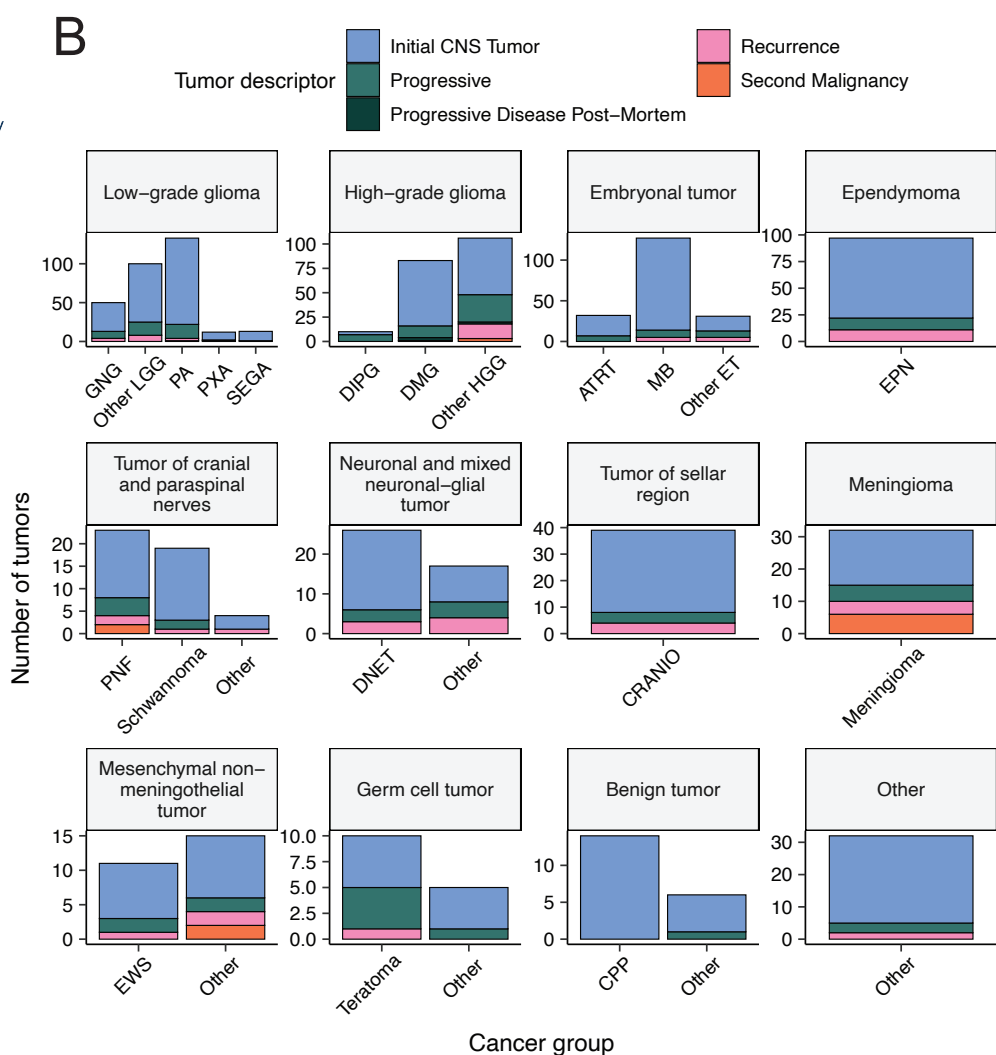 B
Tumor descriptor
Initial CNS Tumor
Progressive
Progressive Disease Post−Mortem
Recurrence
Second Malignancy
Number of tumors
Low−grade glioma
100
50
0
GNG
Other LGG
PA
PXA
SEGA
High−grade glioma
100
75
50
25
0
DIPG
DMG
Other HGG
Embryonal tumor
100
50
0
ATRT
MB
Other ET
Ependymoma
100
75
50
25
0
EPN
Tumor of cranial
and paraspinal
nerves
20
15
10
5
0
PNF
Schwannoma
Other
Neuronal and mixed
neuronal−glial
tumor
20
10
0
DNET
Other
Tumor of sellar
region
40
30
20
10
0
CRANIO
Meningioma
30
20
10
0
Meningioma
Mesenchymal non−
meningothelial
tumor
15
10
5
0
EWS
Other
Germ cell tumor
10.0
7.5
5.0
2.5
0.0
Teratoma
Other
Benign tumor
10
5
0
CPP
Other
Other
30
20
10
0
Other
Cancer group